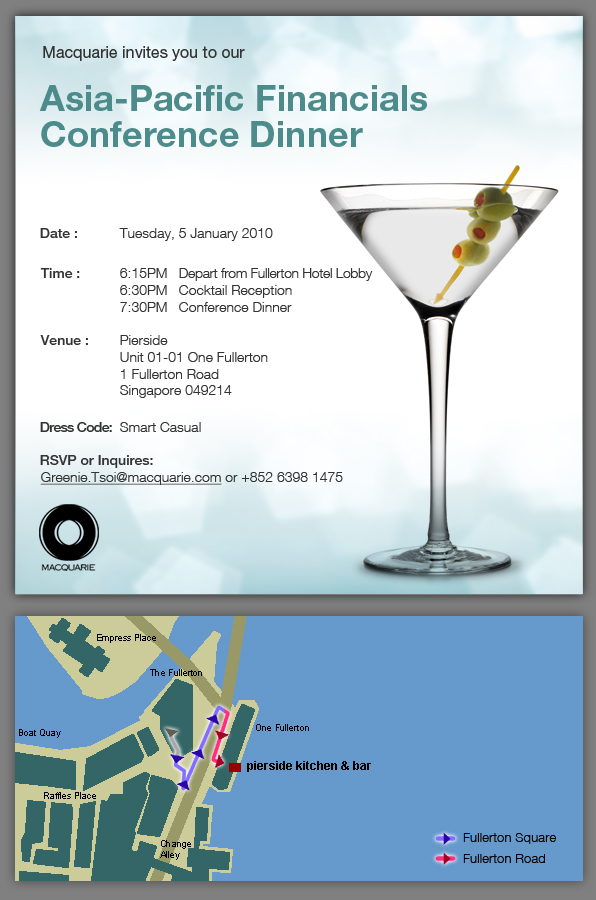 Macquarie invites you to our
Asia-Pacific Financials
Conference Dinner
Date : Tuesday, 5 January 2010
Time : 6:15PM Depart from Fullerton Hotel Lobby
6:30PM Cocktail Reception
7:30PM Conference Dinner
Venue : Pierside
Unit 01-01 One Fullerton
1 Fullerton Road
Singapore 049214
Dress Code: Smart Casual
RSVP or Inquires:
Greenie.Tsoi@macquarie.com or +852 6398 1475
MACQUARIE
Empress Place
The Fullerton
One Fullerton
Boat Quay
pierside kitchen & bar
Raffles Place
Change
Alley
Fullerton Square
Fullerton Road